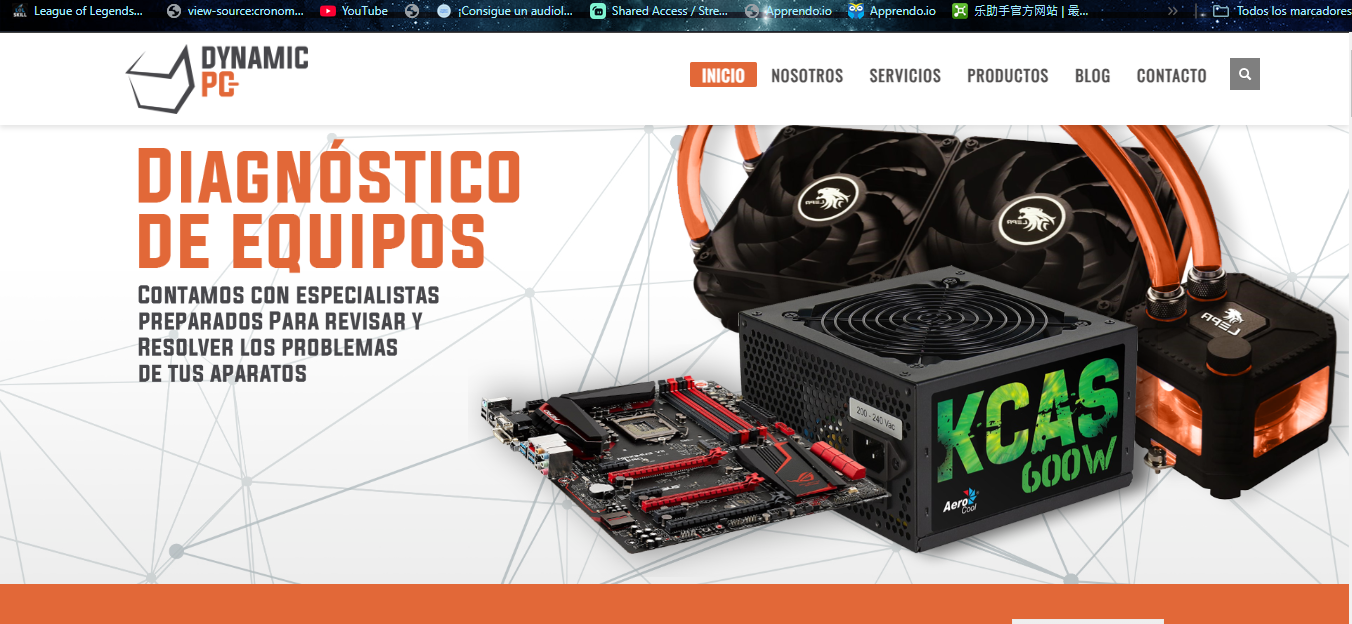 League of Legends...
view-source:cronom...
YouTube
¡Consigue un audiol...
Shared Access / Stre...
Apprendo.io
Apprendo.io
乐助手官方网站 | 最...
»
Todos los marcadores
DYNAMIC
PC
INICIO
NOSOTROS
SERVICIOS
PRODUCTOS
BLOG
CONTACTO
DIAGNÓSTICO
DE EQUIPOS
CONTAMOS CON ESPECIALISTAS
PREPARADOS PARA REVISAR Y
RESOLVER LOS PROBLEMAS
DE TUS APARATOS
LEPA
LEPA
LEPA
200 - 240 Vac
KCAS
600W
Aero
Cool